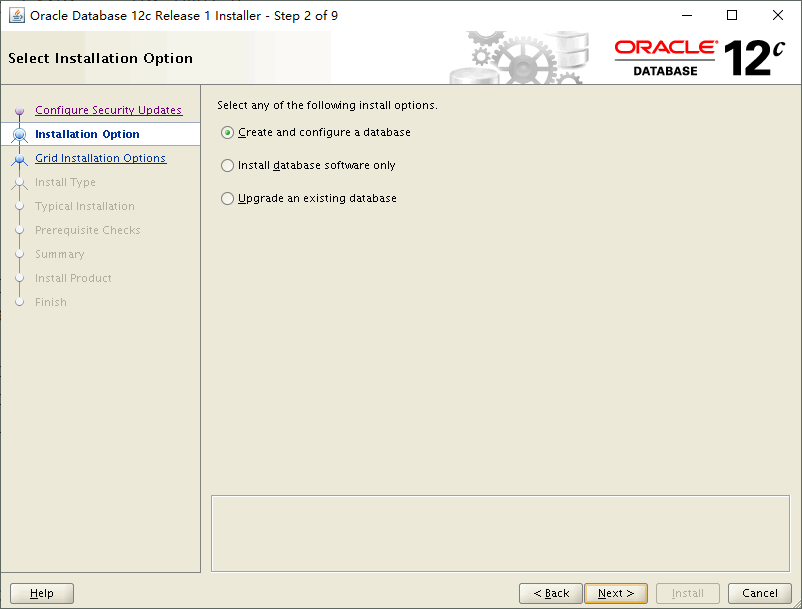 Oracle Database 12c Release 1 Installer - Step 2 of 9
Select Installation Option
ORACLE
DATABASE
12c
Configure Security Updates
Installation Option
Grid Installation Options
Install Type
Typical Installation
Prerequisite Checks
Summary
Install Product
Finish
Select any of the following install options.
Create and configure a database
Install database software only
Upgrade an existing database
Help
< Back
Next >
Install
Cancel